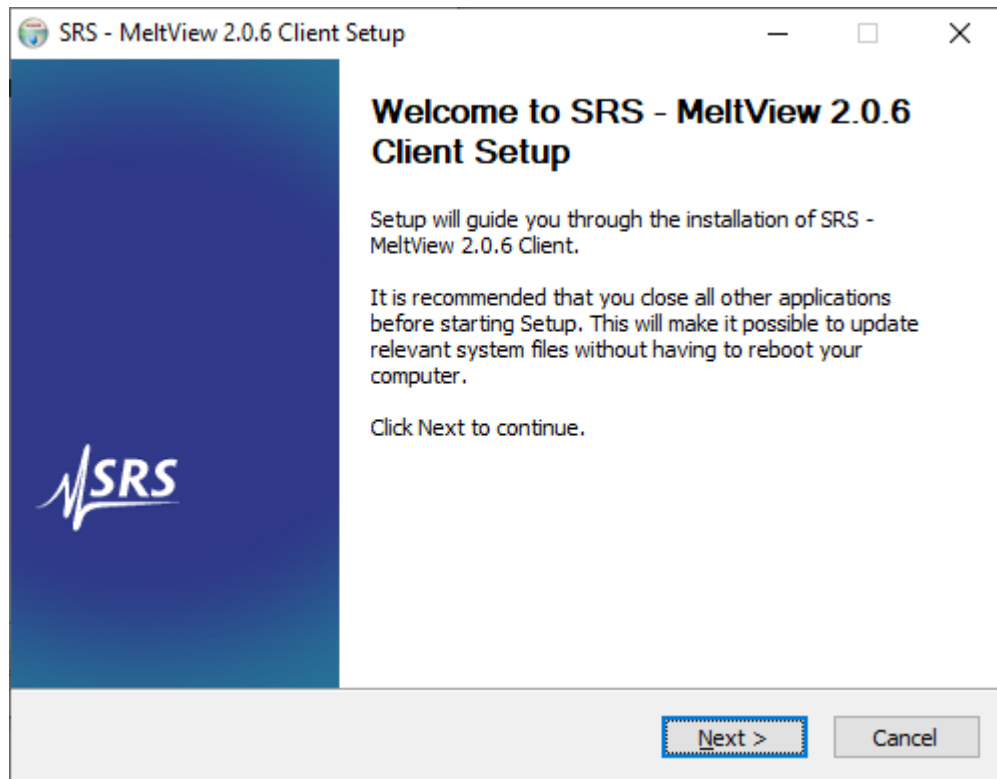 SRS - MeltView 2.0.6 Client Setup
Welcome to SRS - MeltView 2.0.6
Client Setup
Setup will guide you through the installation of SRS -
MeltView 2.0.6 Client.
It is recommended that you close all other applications
before starting Setup. This will make it possible to update
relevant system files without having to reboot your
computer.
Click Next to continue.
SRS
Next >
Cancel